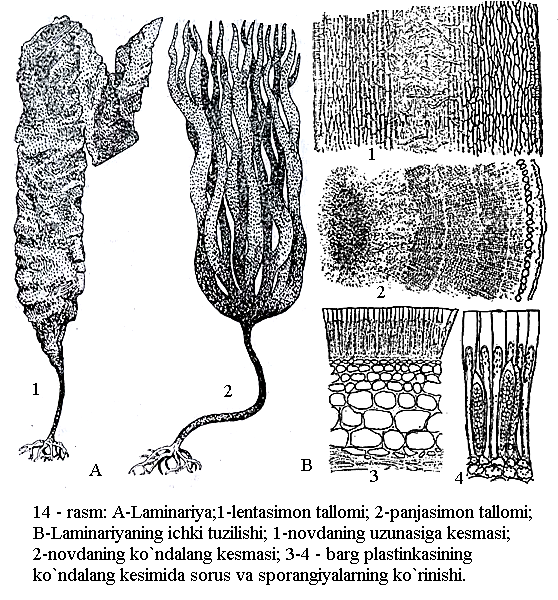 1
2
1
2
3
4
A
B
14 - rasm: A-Laminariya;1-lentasimon tallomi; 2-panjasimon tallomi;
B-Laminariyaning ichki tuzilishi; 1-novdaning uzunasiga kesmasi;
2-novdaning ko`ndalang kesmasi; 3-4 - barg plastinkasining
ko`ndalang kesimida sorus va sporangiyalarning ko`rinishi.